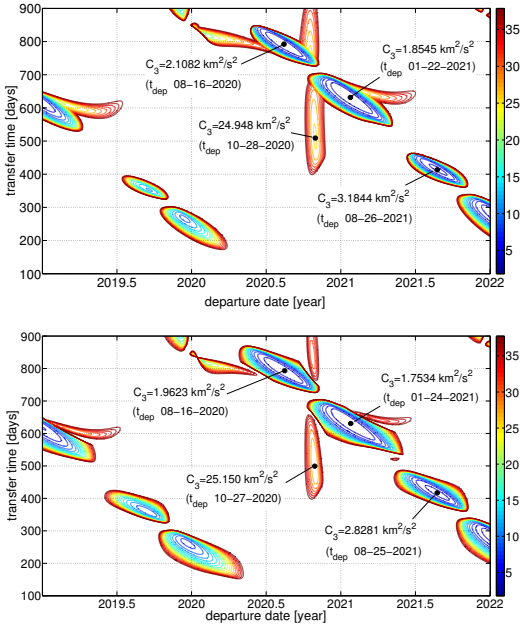 900
800
700
600
500
400
300
200
100
transfer time [days]
C3=2.1082 km2/s2
(tdep 08−16−2020)
C3=1.8545 km2/s2
(tdep 01−22−2021)
C3=24.948 km2/s2
(tdep 10−28−2020)
C3=3.1844 km2/s2
(tdep 08−26−2021)
2019.5 2020 2020.5 2021 2021.5 2022
departure date [year]
35
30
25
20
15
10
5
900
800
700
600
500
400
300
200
100
transfer time [days]
C3=1.9623 km2/s2
(tdep 08−16−2020)
C3=1.7534 km2/s2
(tdep 01−24−2021)
C3=25.150 km2/s2
(tdep 10−27−2020)
C3=2.8281 km2/s2
(tdep 08−25−2021)
2019.5 2020 2020.5 2021 2021.5 2022
departure date [year]
35
30
25
20
15
10
5